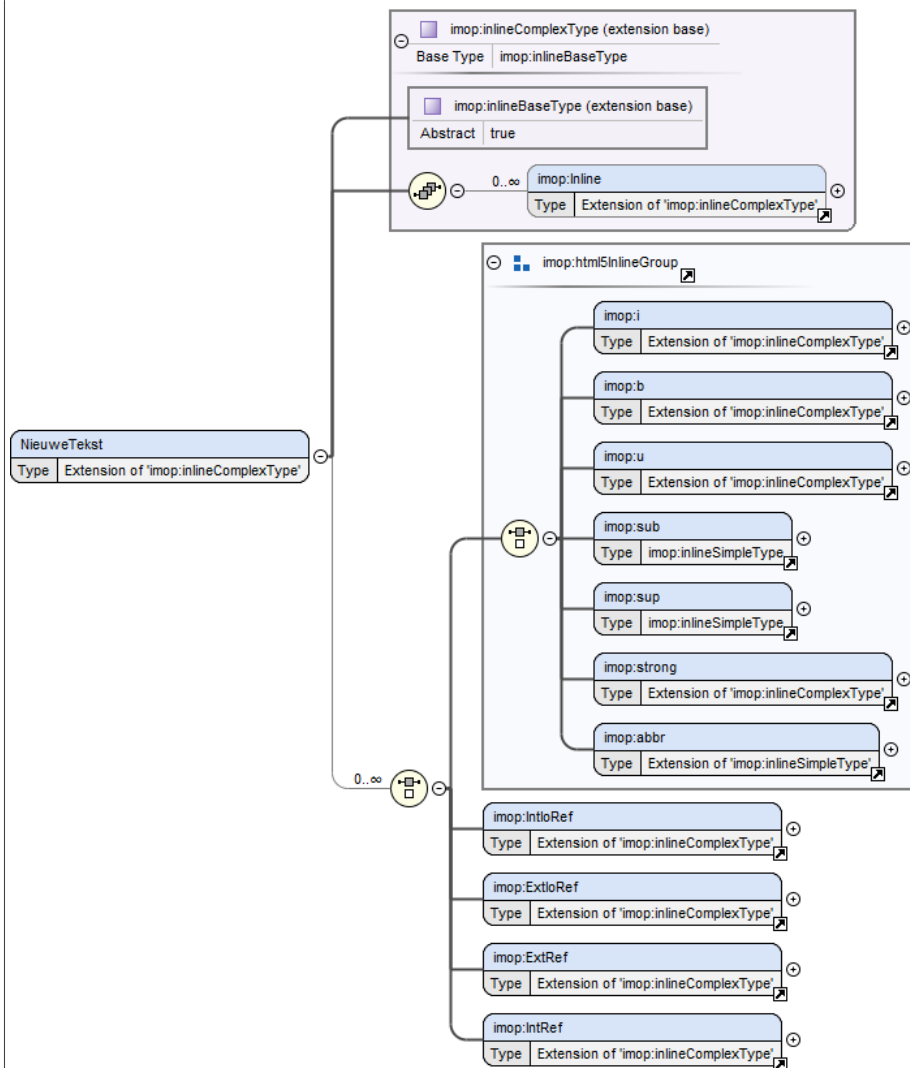 imop:inlineComplexType (extension base)
Base Type imop:inlineBaseType
imop:inlineBaseType (extension base)
Abstract true
0..∞
imop:Inline
Type Extension of 'imop:inlineComplexType'
imop:html5InlineGroup
imop:i
Type Extension of 'imop:inlineComplexType'
imop:b
Type Extension of 'imop:inlineComplexType'
NieuweTekst
Type Extension of 'imop:inlineComplexType'
imop:u
Type Extension of 'imop:inlineComplexType'
imop:sub
Type imop:inlineSimpleType
imop:sup
Type imop:inlineSimpleType
imop:strong
Type Extension of 'imop:inlineComplexType'
imop:abbr
Type Extension of 'imop:inlineSimpleType'
0..∞
imop:IntIoRef
Type Extension of 'imop:inlineComplexType'
imop:ExtIoRef
Type Extension of 'imop:inlineComplexType'
imop:ExtRef
Type Extension of 'imop:inlineComplexType'
imop:IntRef
Type Extension of 'imop:inlineComplexType'